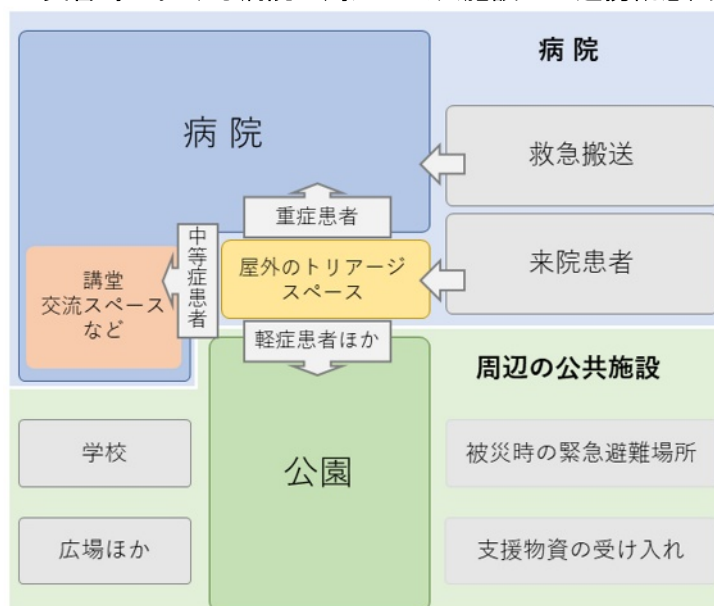 病院
病院
救急搬送
重症患者
中等症患者
屋外のトリアージ
スペース
来院患者
講堂
交流スペース
など
軽症患者ほか
周辺の公共施設
学校
公園
被災時の緊急避難場所
広場ほか
支援物資の受け入れ